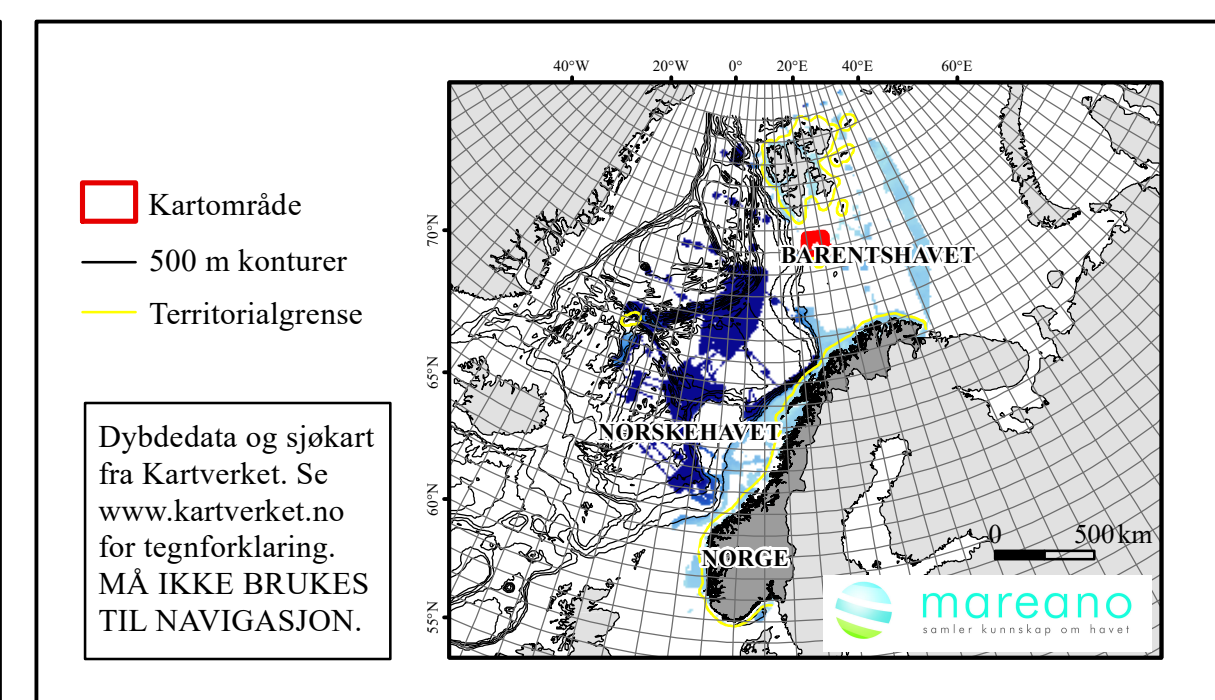 Kartområde
500 m konturer
Territorialgrense
Dybdedata og sjøkart
fra Kartverket. Se
www.kartverket.no
for tegnforklaring.
MÅ IKKE BRUKES
TIL NAVIGASJON.
40°W 20°W 0° 20°E 40°E 60°E
70°N
65°N
60°N
55°N
BARENTSHAVET
NORSKEHAVET
NORGE
0 500 km
mareano
samler kunnskap om havet